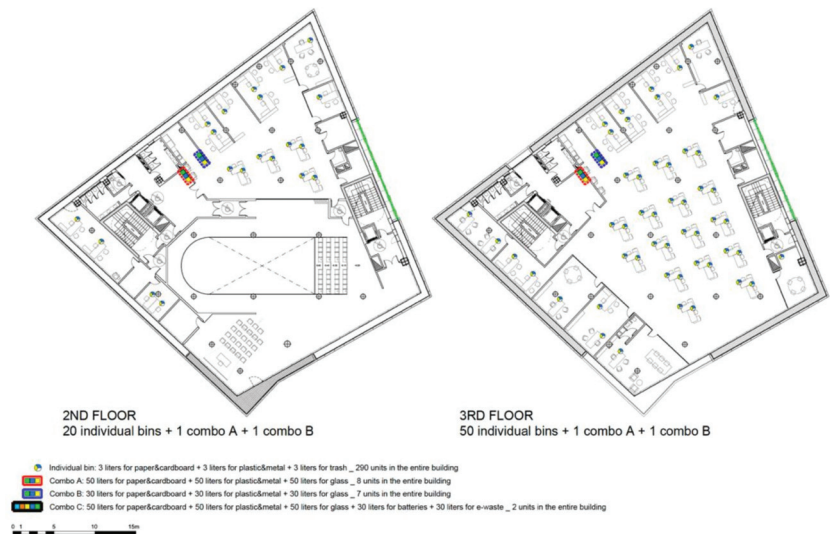 2ND FLOOR
20 individual bins + 1 combo A + 1 combo B
3RD FLOOR
50 individual bins + 1 combo A + 1 combo B
Individual bin: 3 liters for paper&cardboard + 3 liters for plastic&metal + 3 liters for trash _ 290 units in the entire building
Combo A: 50 liters for paper&cardboard + 50 liters for plastic&metal + 50 liters for glass _ 8 units in the entire building
Combo B: 30 liters for paper&cardboard + 30 liters for plastic&metal + 30 liters for glass _ 7 units in the entire building
Combo C: 50 liters for paper&cardboard + 50 liters for plastic&metal + 50 liters for glass + 30 liters for batteries + 30 liters for e-waste _ 2 units in the entire building
0 1 5 10 15m